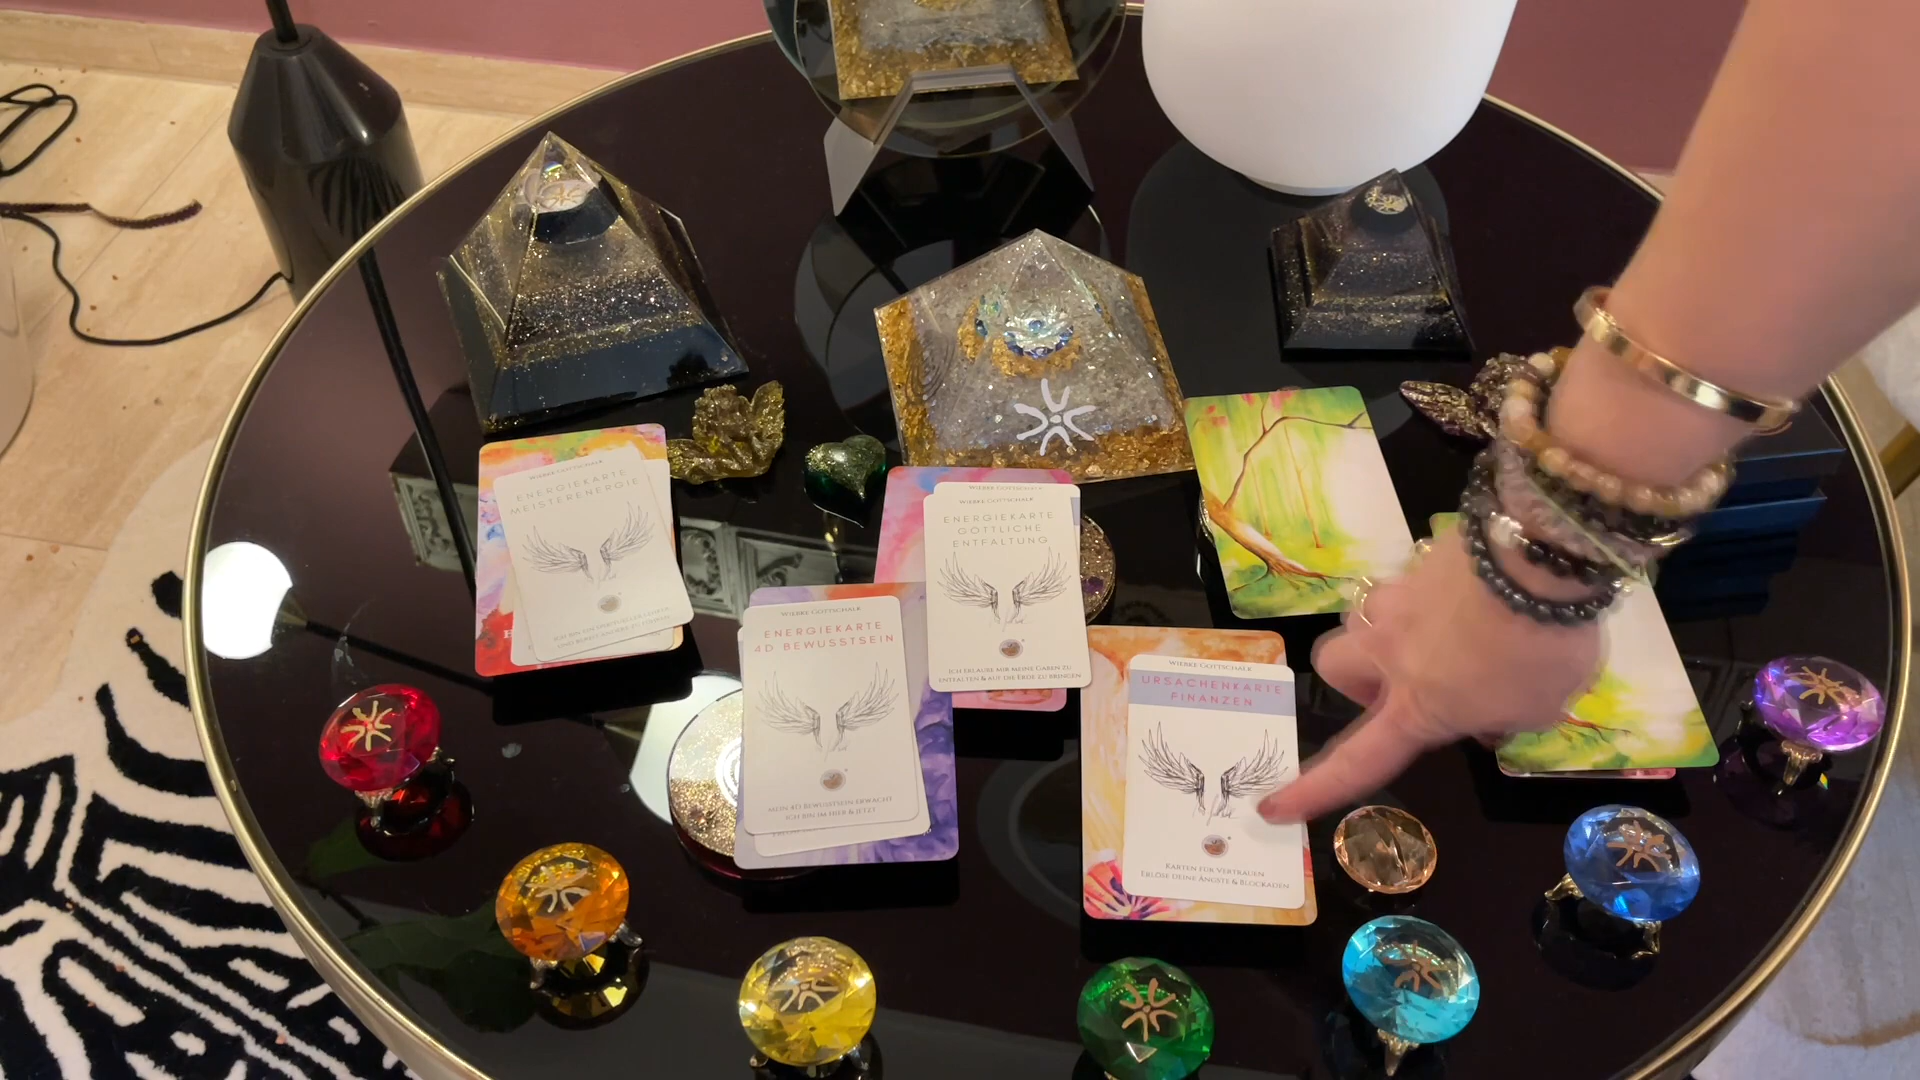 WIEBKE GOTTSCHALK
ENERGIEKARTE
MEISTERENERGIE
WIEBKE GOTTSCHALK
WIEBKE GOTTSCHALK
ENERGIEKARTE
GÖTTLICHE
ENTFALTUNG
ICH ERLAUBE MIR MEINE GABEN ZU
ENTFALTEN & AUF DIE ERDE ZU BRINGEN
WIEBKE GOTTSCHALK
ENERGIEKARTE
4D BEWUSSTSEIN
MEIN 4D BEWUSSTSEIN ERWACHT
ICH BIN IM HIER & JETZT
WIEBKE GOTTSCHALK
URSACHENKARTE
FINANZEN
KARTEN FÜR VERTRAUEN
ERLÖSE DEINE ÄNGSTE & BLOCKADEN